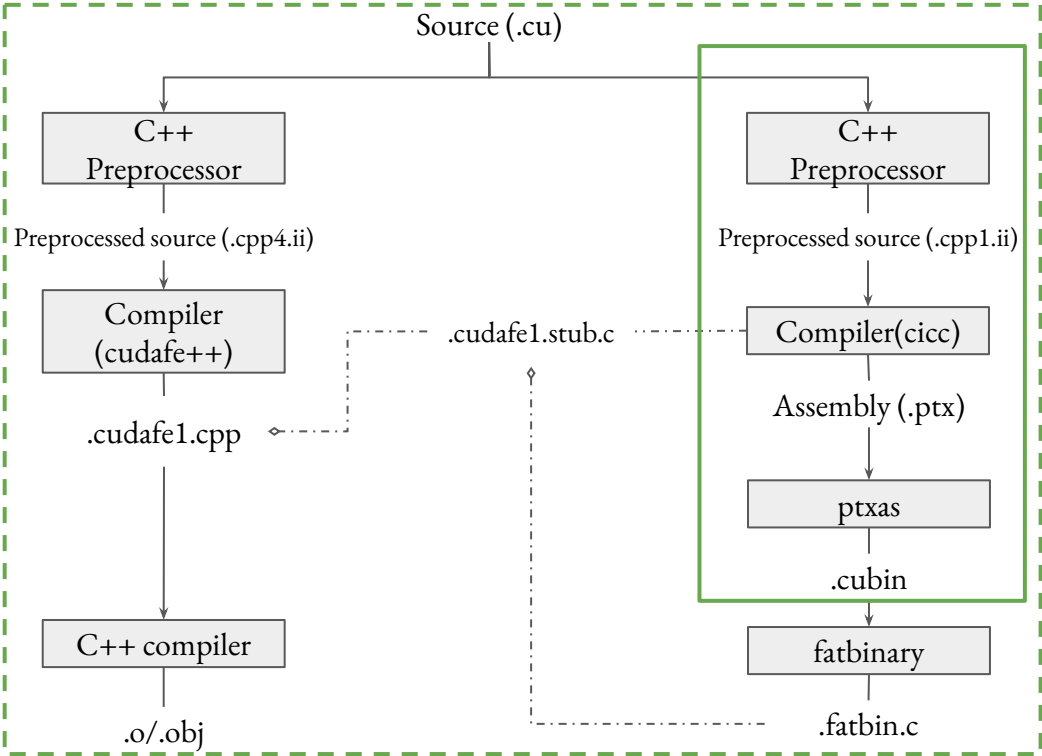 Source (.cu)
C++
Preprocessor
Preprocessed source (.cpp4.ii)
Compiler
(cudafe++)
.cudafe1.cpp
C++ compiler
.o/.obj
.cudafe1.stub.c
C++
Preprocessor
Preprocessed source (.cpp1.ii)
Compiler(cicc)
Assembly (.ptx)
ptxas
.cubin
fatbinary
.fatbin.c